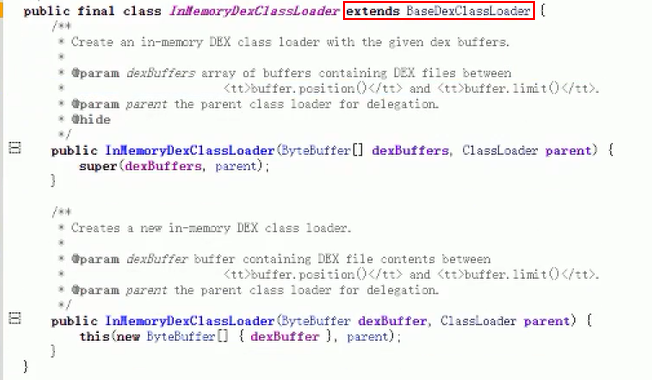 public final class InMemoryDexClassLoader extends BaseDexClassLoader {
/**
* Create an in-memory DEX class loader with the given dex buffers.
*
* @param dexBuffers array of buffers containing DEX files between
* <tt>buffer.position()</tt> and <tt>buffer.limit()</tt>.
* @param parent the parent class loader for delegation.
* @hide
*/
public InMemoryDexClassLoader(ByteBuffer[] dexBuffers, ClassLoader parent) {
super(dexBuffers, parent);
}
/**
* Creates a new in-memory DEX class loader.
*
* @param dexBuffer buffer containing DEX file contents between
* <tt>buffer.position()</tt> and <tt>buffer.limit()</tt>.
* @param parent the parent class loader for delegation.
*/
public InMemoryDexClassLoader(ByteBuffer dexBuffer, ClassLoader parent) {
this(new ByteBuffer[] { dexBuffer }, parent);
}
}